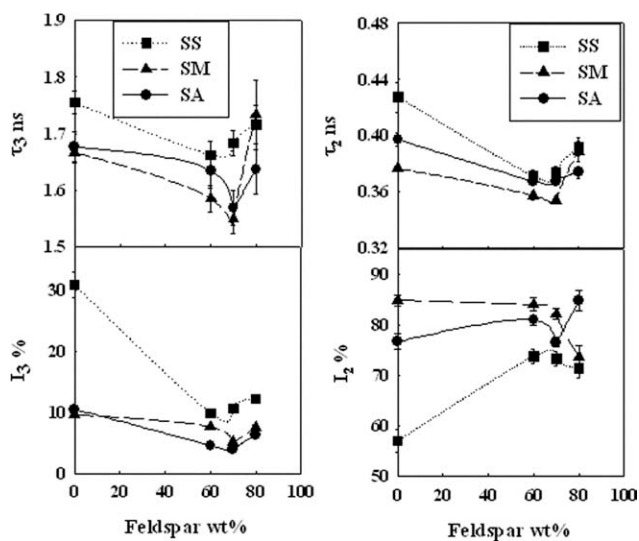 1.9
1.8
1.7
1.6
1.5
τ3 ns
SS
SM
SA
30
20
10
0
I3 %
0 20 40 60 80 100
Feldspar wt%
0.48
0.44
0.40
0.36
0.32
τ2 ns
SS
SM
SA
90
80
70
60
50
I2 %
0 20 40 60 80 100
Feldspar wt%